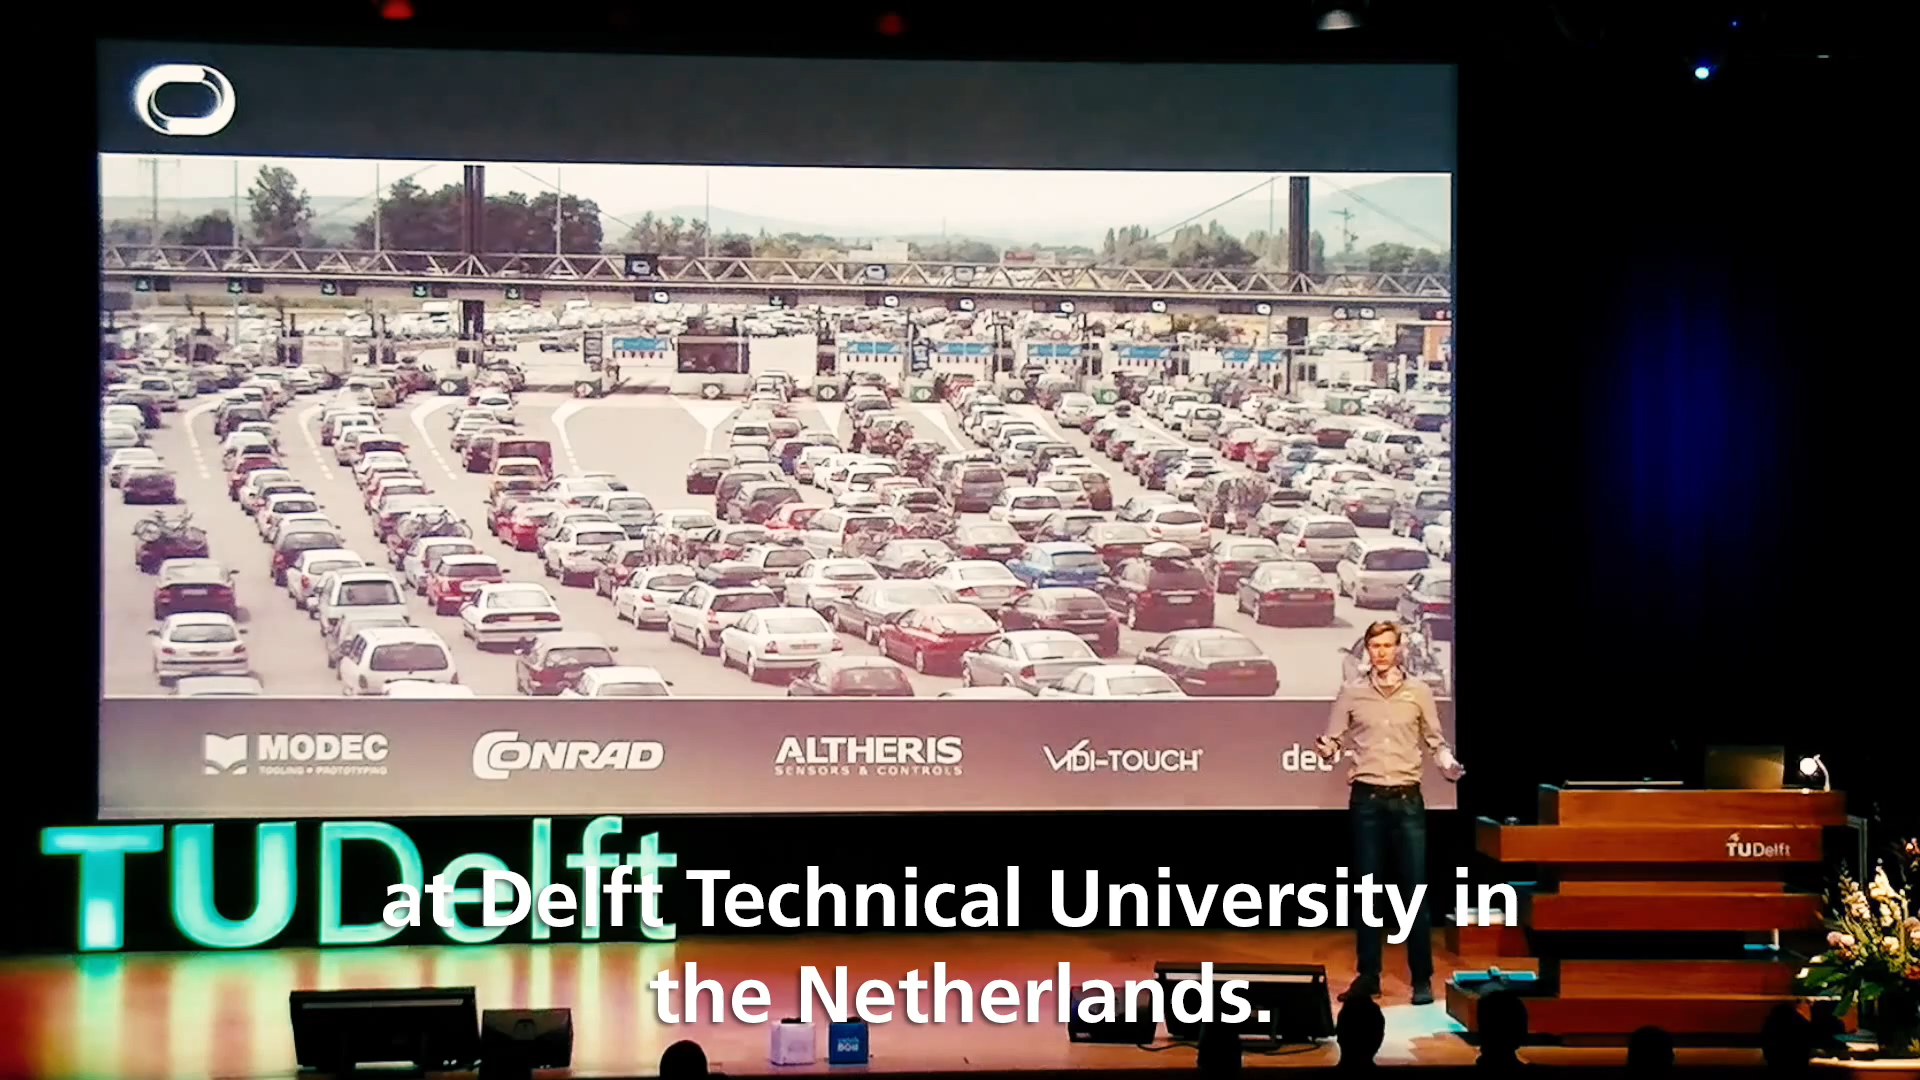 MODEC
TOOLING • PROTOTYPING
CONRAD
ALTHERIS
SENSORS & CONTROLS
VIDI-TOUCH
TUDelft
TUDelft
at Delft Technical University in
the Netherlands.